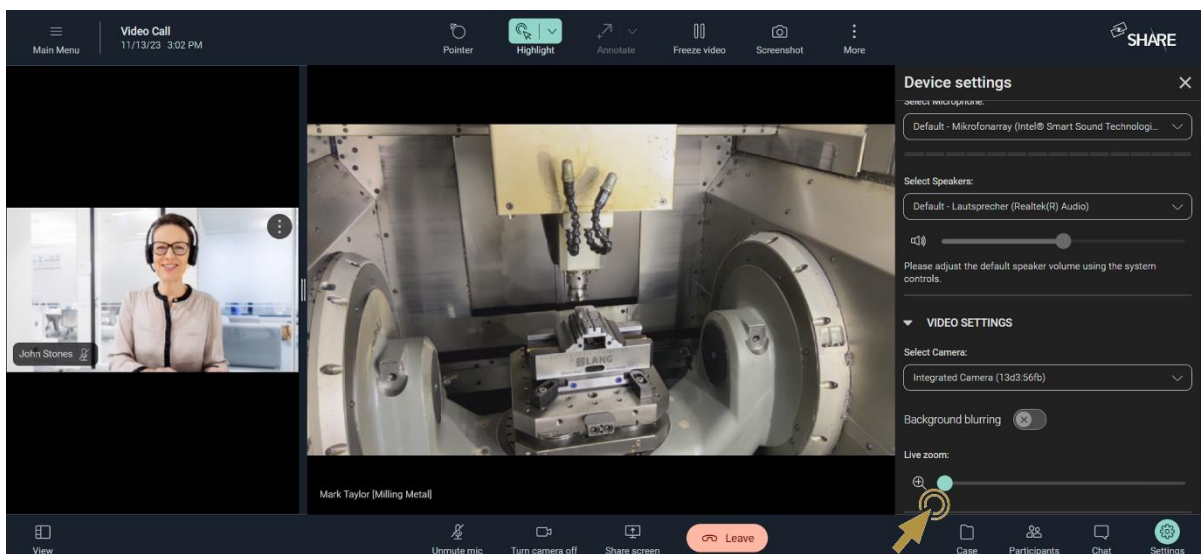 Main Menu
Video Call
11/13/23 3:02 PM
Pointer
Highlight
Annotate
Freeze video
Screenshot
More
SHARE
John Stones
LANG
Mark Taylor [Milling Metal]
Device settings
Select Microphone:
Default - Mikrofonarray (Intel® Smart Sound Technologi...
Select Speakers:
Default - Lautsprecher (Realtek(R) Audio)
Please adjust the default speaker volume using the system
controls.
VIDEO SETTINGS
Select Camera:
Integrated Camera (13d3:56fb)
Background blurring
Live zoom:
View
Unmute mic
Turn camera off
Share screen
Leave
Case
Participants
Chat
Settings